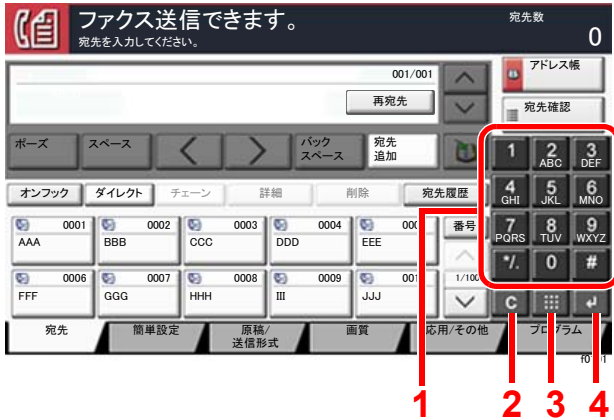 ファクス送信できます。
宛先を入力してください。
宛先数
0
001/001
アドレス帳
再宛先
宛先確認
ポーズ
スペース
バック
スペース
宛先
追加
1
2
ABC
3
DEF
オンフック
ダイレクト
チェーン
詳細
削除
宛先履歴
4
GHI
5
JKL
6
MNO
0001
AAA
0002
BBB
0003
CCC
0004
DDD
EEE
番号
7
PQRS
8
TUV
9
WXYZ
*/.
0
#
0006
FFF
0007
GGG
0008
HHH
0009
III
JJJ
1/100
C
宛先
簡単設定
原稿/
送信形式
画質
応用/その他
プログラム
1
2
3
4